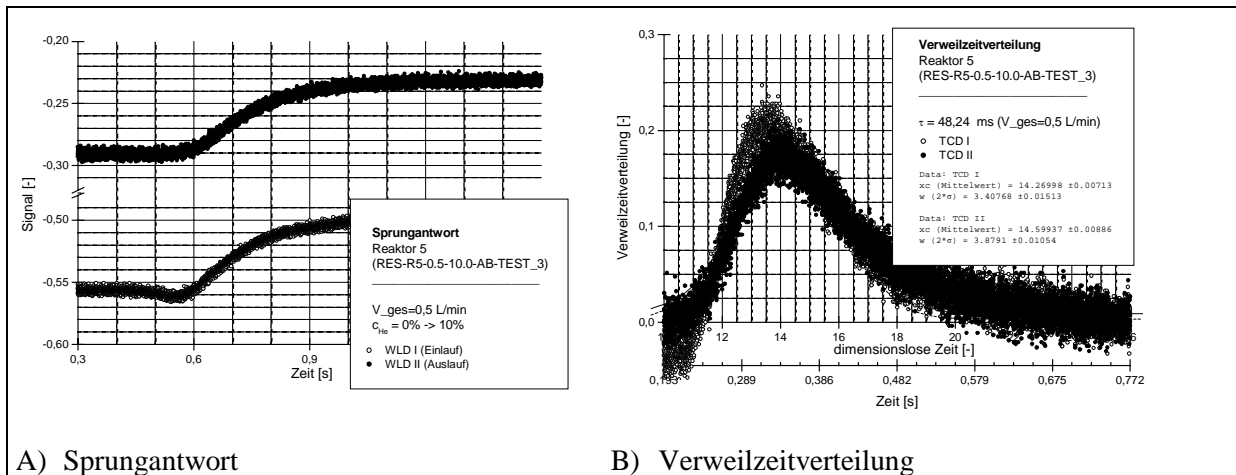 -0,20
-0,25
-0,30
-0,50
-0,55
-0,60
Signal [-]
0,3
0,6
0,9
Zeit [s]
Sprungantwort
Reaktor 5
(RES-R5-0.5-10.0-AB-TEST_3)
V_ges=0,5 L/min
c_He = 0% -> 10%
WLD I (Einlauf)
WLD II (Auslauf)
0,3
0,2
0,1
0,0
Verweilzeitverteilung [-]
Verweilzeitverteilung
Reaktor 5
(RES-R5-0.5-10.0-AB-TEST_3)
τ = 48,24 ms (V_ges=0,5 L/min)
TCD I
TCD II
Data: TCD I
xc (Mittelwert) = 14.26998 ±0.00713
w (2*σ) = 3.40768 ±0.01513
Data: TCD II
xc (Mittelwert) = 14.59937 ±0.00886
w (2*σ) = 3.8791 ±0.01054
12
14
16
18
dimensionslose Zeit [-]
0,193
0,289
0,386
0,482
0,579
0,675
0,772
Zeit [s]
A) Sprungantwort
B) Verweilzeitverteilung